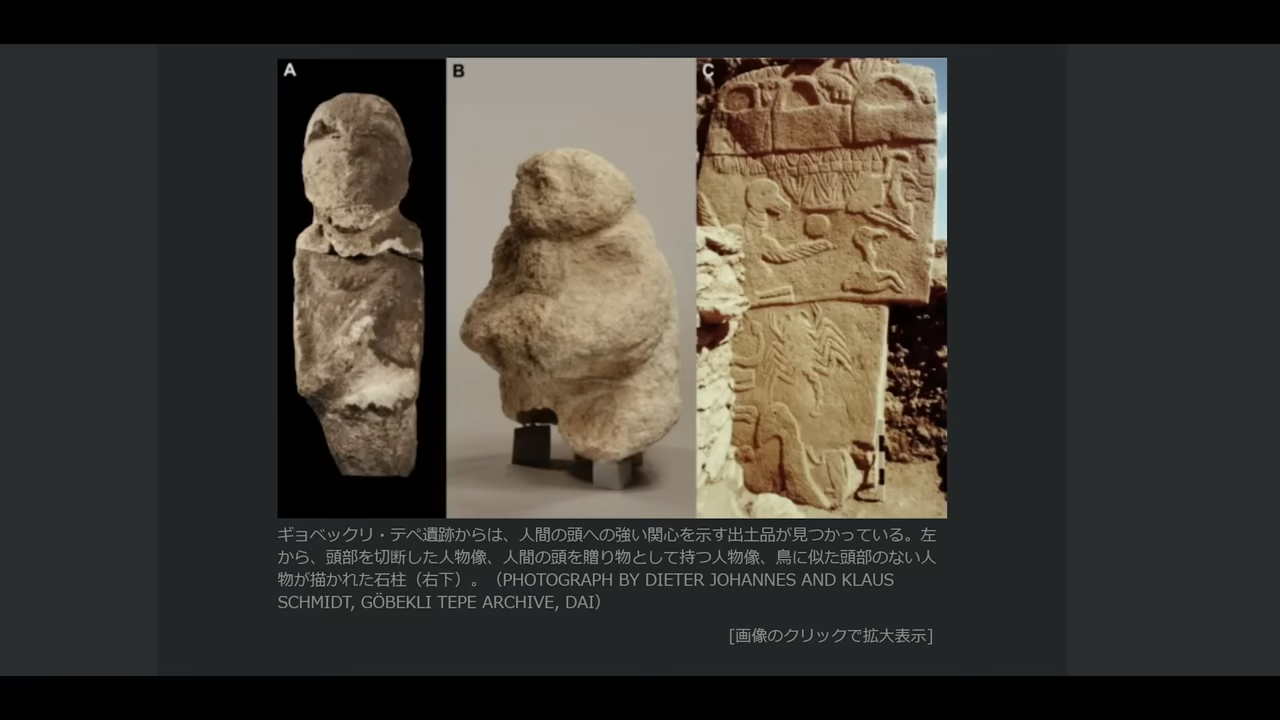 A
B
C
ギョベックリ・テペ遺跡からは、人間の頭への強い関心を示す出土品が見つかっている。左
から、頭部を切断した人物像、人間の頭を贈り物として持つ人物像、鳥に似た頭部のない人
物が描かれた石柱（右下）。（PHOTOGRAPH BY DIETER JOHANNES AND KLAUS
SCHMIDT, GÖBEKLI TEPE ARCHIVE, DAI）
[画像のクリックで拡大表示]